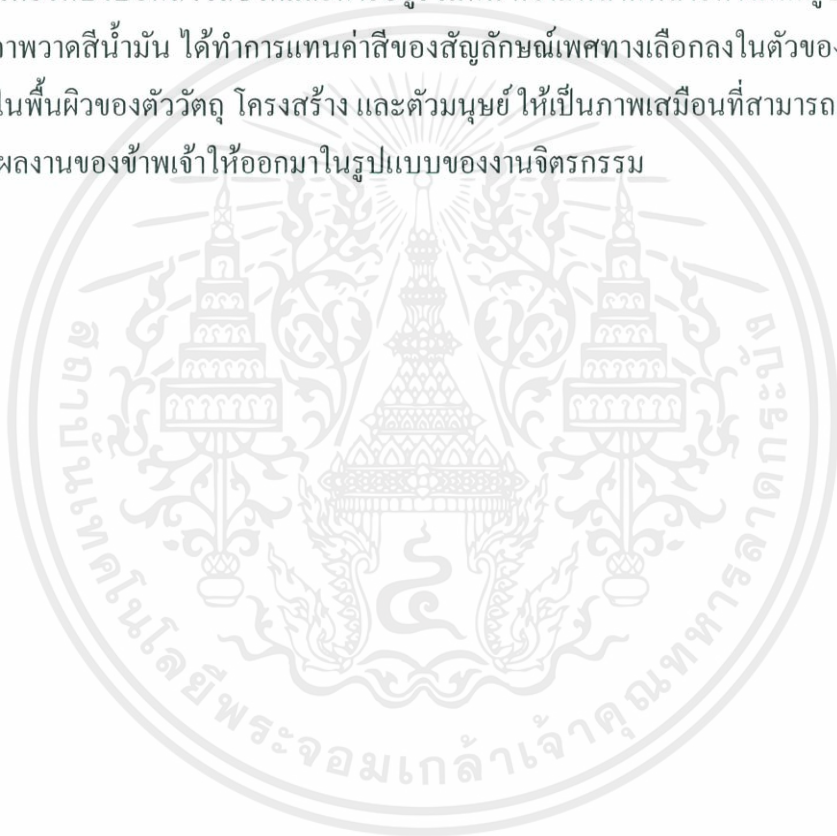 ภาพวาดสีน้ำมัน ได้ทำการแทนค่าสีของสัญลักษณ์เพศทางเลือกลงในตัวของ
ในพื้นผิวของตัววัตถุ โครงสร้าง และตัวมนุษย์ ให้เป็นภาพเสมือนที่สามารถ
ผลงานของข้าพเจ้าให้ออกมาในรูปแบบของงานจิตรกรรม
สถาบันเทคโนโลยีพระจอมเกล้าเจ้าคุณทหารลาดกระบัง